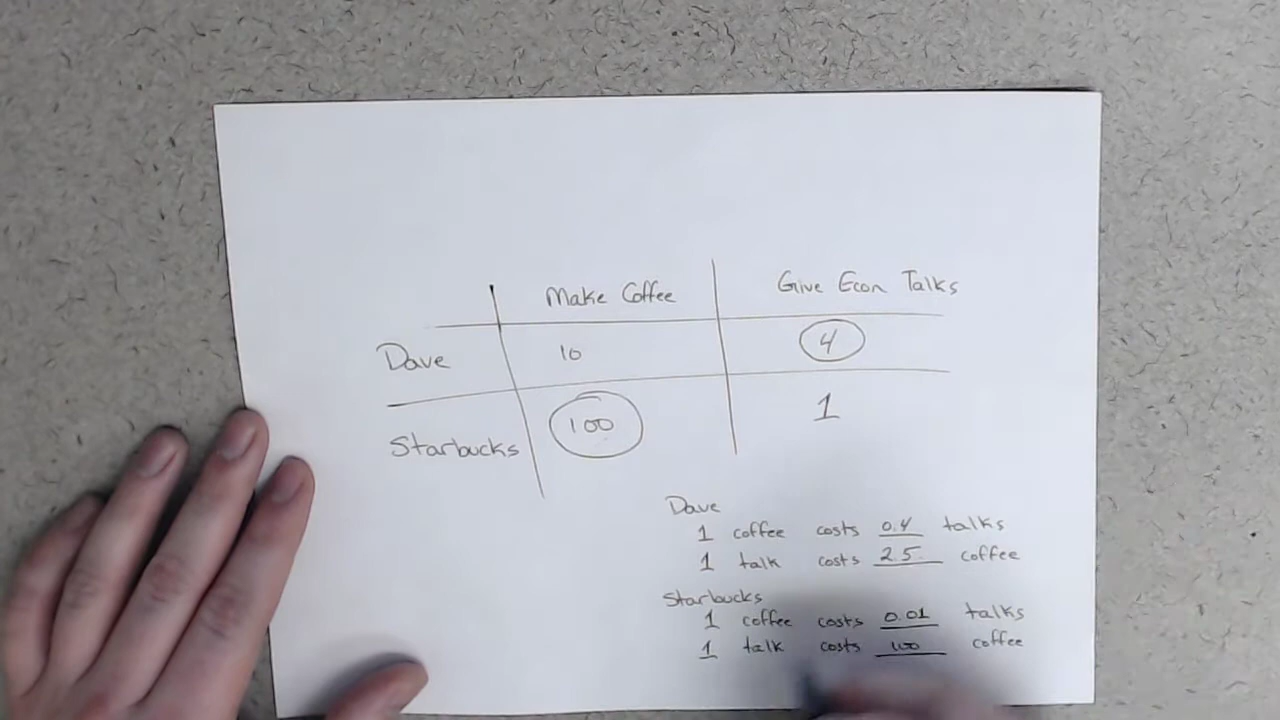 Make Coffee Give Econ Talks
Dave 10 4
Starbucks 100 1
Dave
1 coffee costs 0.4 talks
1 talk costs 2.5 coffee
Starbucks
1 coffee costs 0.01 talks
1 talk costs 100 coffee